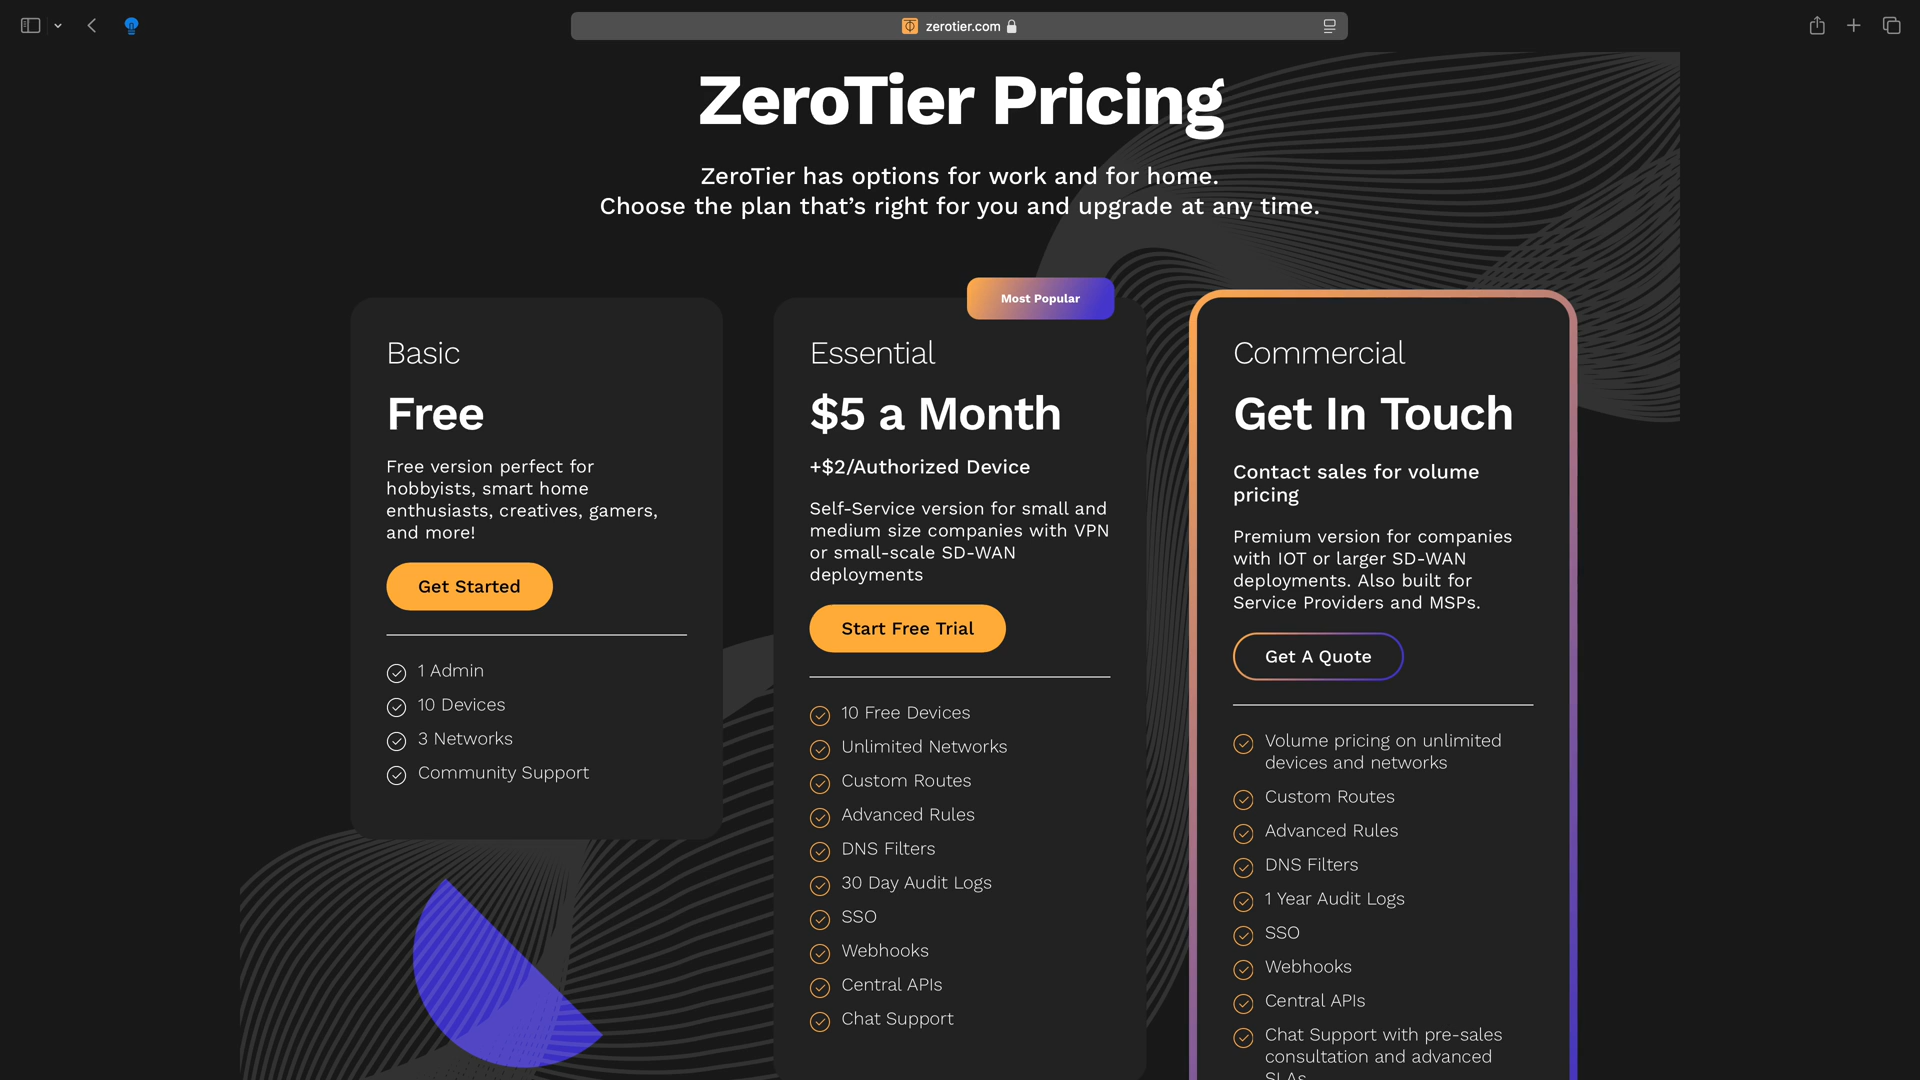 zerotier.com
ZeroTier Pricing
ZeroTier has options for work and for home.
Choose the plan that’s right for you and upgrade at any time.
Basic
Free
Free version perfect for
hobbyists, smart home
enthusiasts, creatives, gamers,
and more!
Get Started
1 Admin
10 Devices
3 Networks
Community Support
Most Popular
Essential
$5 a Month
+$2/Authorized Device
Self-Service version for small and
medium size companies with VPN
or small-scale SD-WAN
deployments
Start Free Trial
10 Free Devices
Unlimited Networks
Custom Routes
Advanced Rules
DNS Filters
30 Day Audit Logs
SSO
Webhooks
Central APIs
Chat Support
Commercial
Get In Touch
Contact sales for volume
pricing
Premium version for companies
with IOT or larger SD-WAN
deployments. Also built for
Service Providers and MSPs.
Get A Quote
Volume pricing on unlimited
devices and networks
Custom Routes
Advanced Rules
DNS Filters
1 Year Audit Logs
SSO
Webhooks
Central APIs
Chat Support with pre-sales
consultation and advanced
SLAs